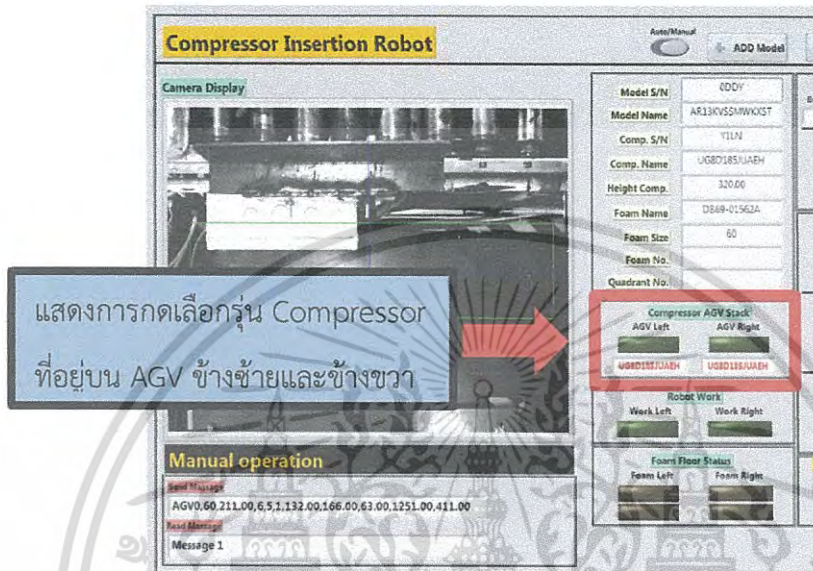 Compressor Insertion Robot
Auto/Manual
ADD Model
Camera Display
Model S/N
0DDY
Model Name
AR13KVSSMWKXST
Comp. S/N
Y1LN
Comp. Name
UG8D185JUAEH
Height Comp.
320.00
Foam Name
DB69-01562A
Foam Size
60
Foam No.
Quadrant No.
แสดงการกดเลือกรุ่น Compressor
ที่อยู่บน AGV ข้างซ้ายและข้างขวา
Compressor AGV Stack
AGV Left AGV Right
UG8D185JUAEH UG8D185JUAEH
Robot Work
Work Left Work Right
Foam Floor Status
Foam Left Foam Right
Manual operation
Send Massage
AGV0,60,211.00,6,5,1,132.00,166.00,63.00,1251.00,411.00
Read Massage
Message 1